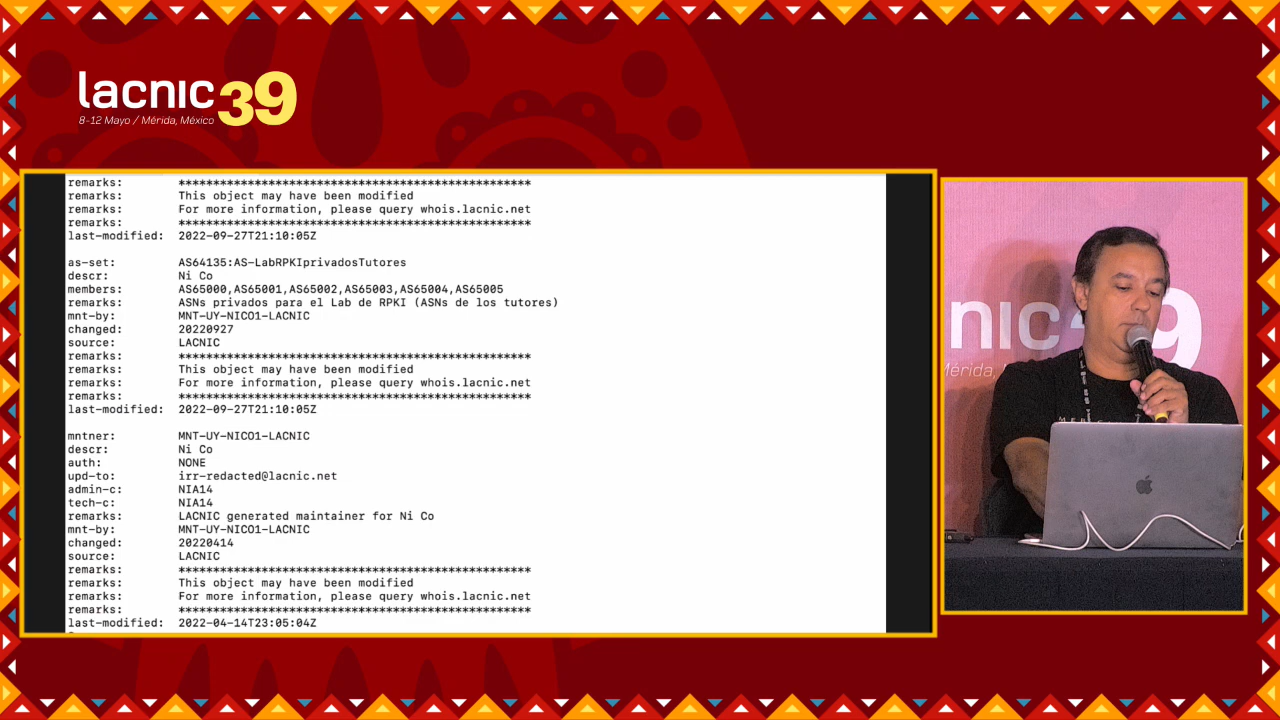 lacnic39
8-12 Mayo / Mérida, México
remarks: ***************************************************
remarks: This object may have been modified
remarks: For more information, please query whois.lacnic.net
remarks: ***************************************************
last-modified: 2022-09-27T21:10:05Z
as-set: AS64135:AS-LabRPKIprivadosTutores
descr: Ni Co
members: AS65000,AS65001,AS65002,AS65003,AS65004,AS65005
remarks: ASNs privados para el Lab de RPKI (ASNs de los tutores)
mnt-by: MNT-UY-NICO1-LACNIC
changed: 20220927
source: LACNIC
remarks: ***************************************************
remarks: This object may have been modified
remarks: For more information, please query whois.lacnic.net
remarks: ***************************************************
last-modified: 2022-09-27T21:10:05Z
mntner: MNT-UY-NICO1-LACNIC
descr: Ni Co
auth: NONE
upd-to: irr-redacted@lacnic.net
admin-c: NIA14
tech-c: NIA14
remarks: LACNIC generated maintainer for Ni Co
mnt-by: MNT-UY-NICO1-LACNIC
changed: 20220414
source: LACNIC
remarks: ***************************************************
remarks: This object may have been modified
remarks: For more information, please query whois.lacnic.net
remarks: ***************************************************
last-modified: 2022-04-14T23:05:04Z
nic 9
Mérida,